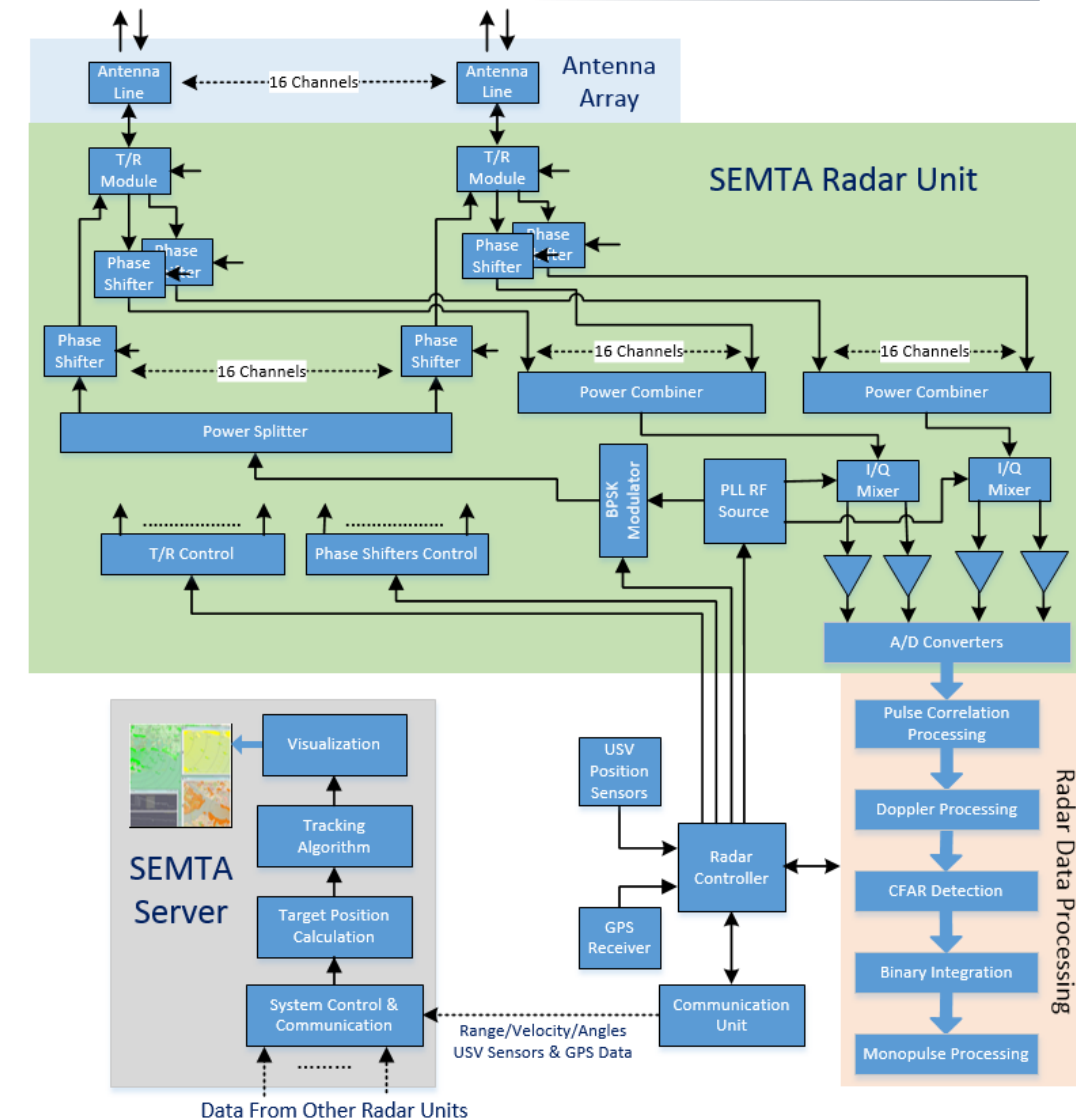 Antenna
Line
16 Channels
Antenna
Line
Antenna
Array
T/R
Module
T/R
Module
SEMTA Radar Unit
Phase
Shifter
Phase
Shifter
Phase
Shifter
Phase
Shifter
Phase
Shifter
16 Channels
Phase
Shifter
16 Channels
16 Channels
Power Combiner
Power Combiner
Power Splitter
BPSK
Modulator
PLL RF
Source
I/Q
Mixer
I/Q
Mixer
T/R Control
Phase Shifters Control
A/D Converters
Pulse Correlation
Processing
Doppler Processing
CFAR Detection
Binary Integration
Monopulse Processing
Radar Data Processing
Visualization
Tracking
Algorithm
SEMTA
Server
Target Position
Calculation
System Control &
Communication
USV
Position
Sensors
Radar
Controller
GPS
Receiver
Communication
Unit
Range/Velocity/Angles
USV Sensors & GPS Data
Data From Other Radar Units